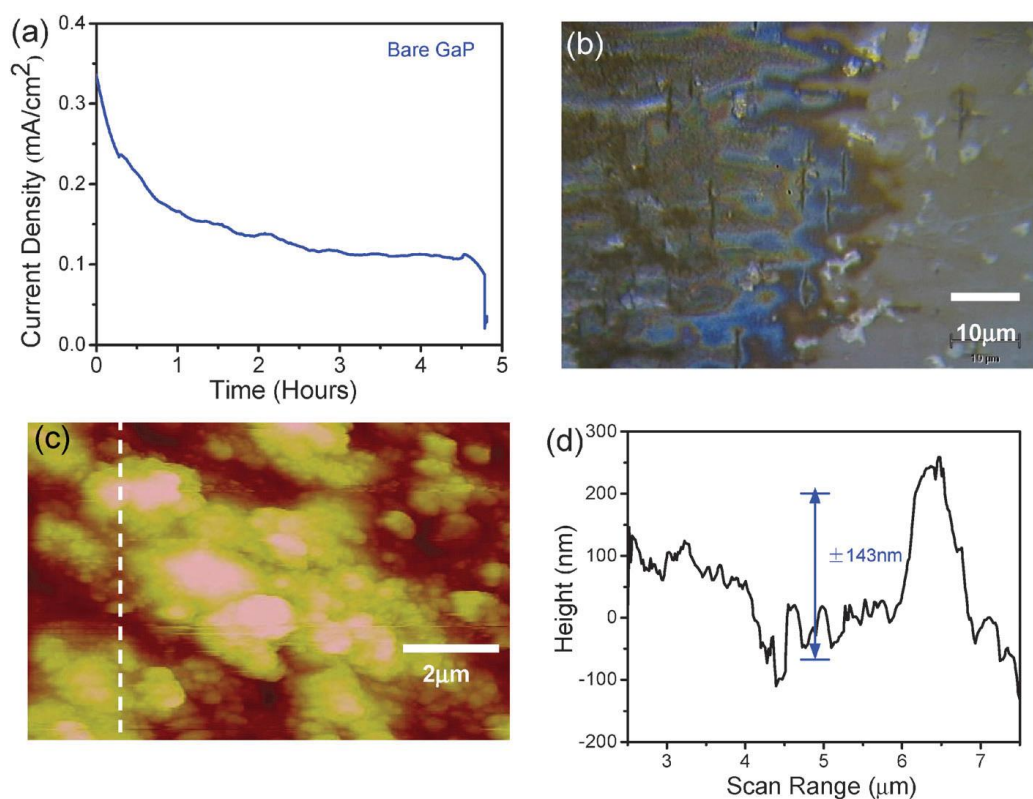 (a)
0.4
0.3
0.2
0.1
0.0
Current Density (mA/cm²)
Bare GaP
0 1 2 3 4 5
Time (Hours)
(b)
10μm
10 μm
(c)
2μm
(d)
300
200
100
0
-100
-200
Height (nm)
±143nm
3 4 5 6 7
Scan Range (μm)